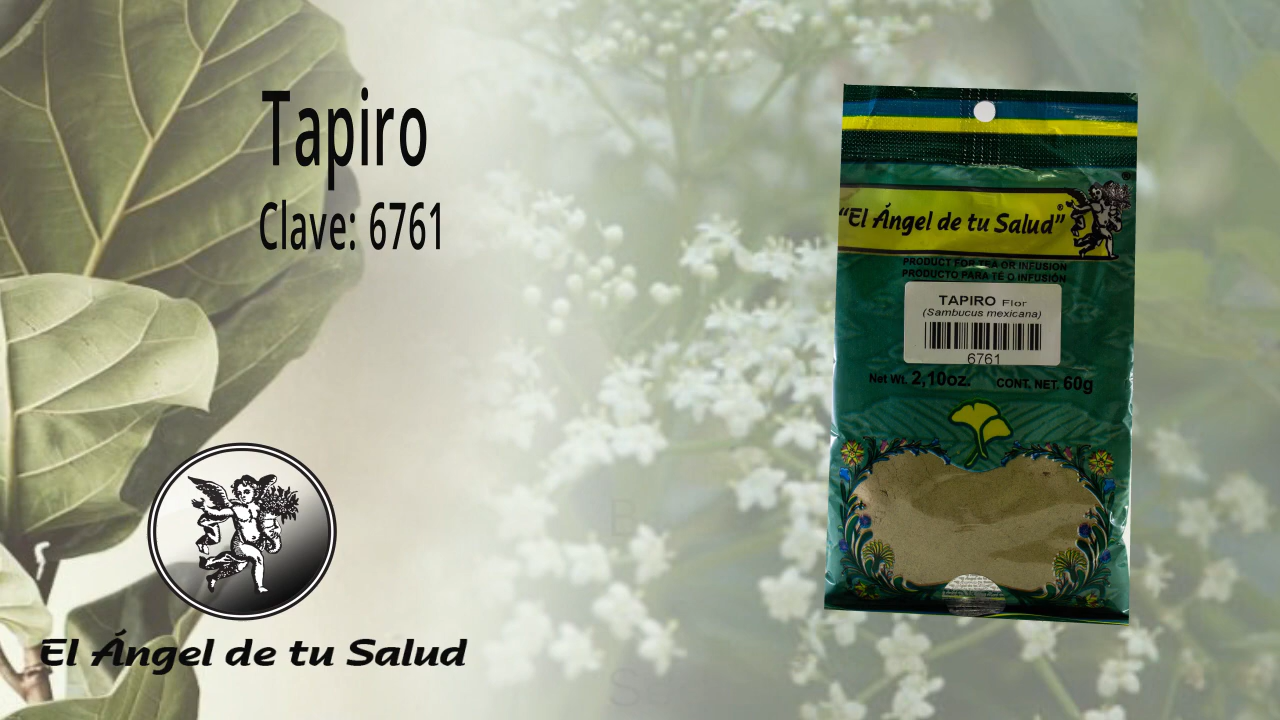 Tapiro
Clave: 6761
El Ángel de tu Salud
"El Ángel de tu Salud"®
®
PRODUCT FOR TEA OR INFUSION
PRODUCTO PARA TÉ O INFUSIÓN
TAPIRO Flor
(Sambucus mexicana)
6761
Net Wt. 2,10oz. CONT. NET. 60g